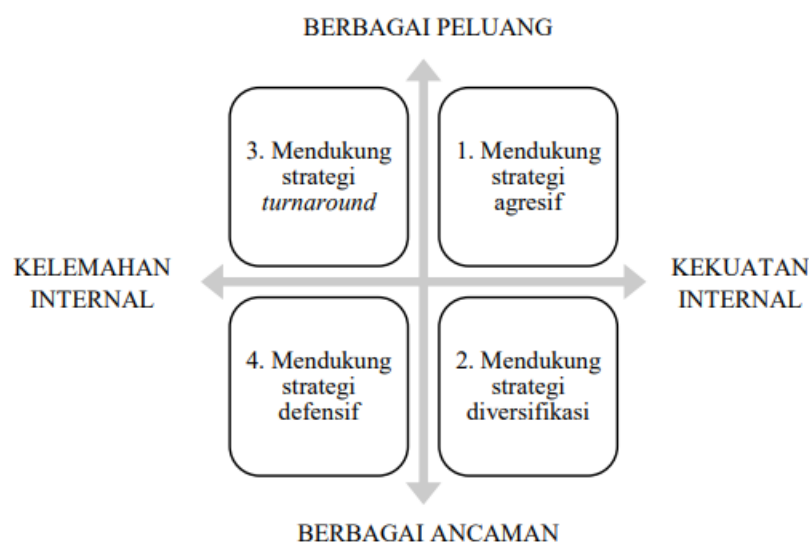 BERBAGAI PELUANG
3. Mendukung
strategi
turnaround
1. Mendukung
strategi
agresif
KELEMAHAN
INTERNAL
KEKUATAN
INTERNAL
4. Mendukung
strategi
defensif
2. Mendukung
strategi
diversifikasi
BERBAGAI ANCAMAN